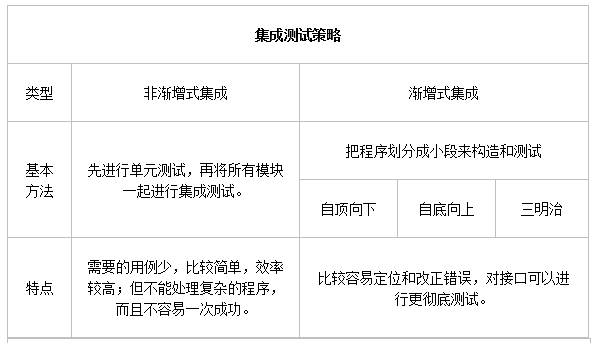 集成测试策略
类型
非渐增式集成
渐增式集成
基本
方法
先进行单元测试，再将所有模块
一起进行集成测试。
把程序划分成小段来构造和测试
自顶向下
自底向上
三明治
特点
需要的用例少，比较简单，效率
较高；但不能处理复杂的程序，
而且不容易一次成功。
比较容易定位和改正错误，对接口可以进
行更彻底测试。